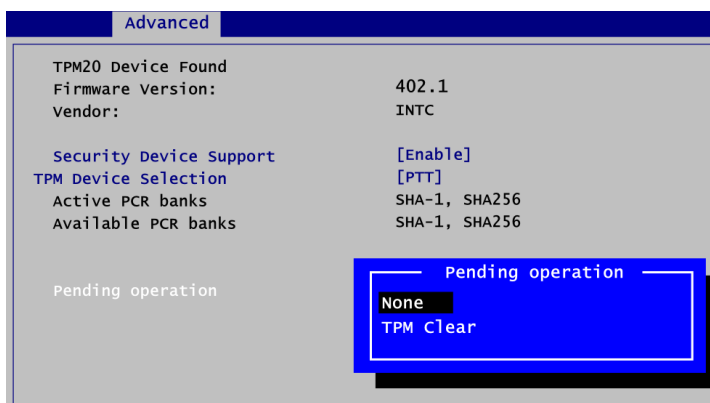 Advanced
TPM20 Device Found
Firmware Version: 402.1
Vendor: INTC
Security Device Support [Enable]
TPM Device Selection [PTT]
Active PCR banks SHA-1, SHA256
Available PCR banks SHA-1, SHA256
Pending operation
Pending operation
None
TPM Clear